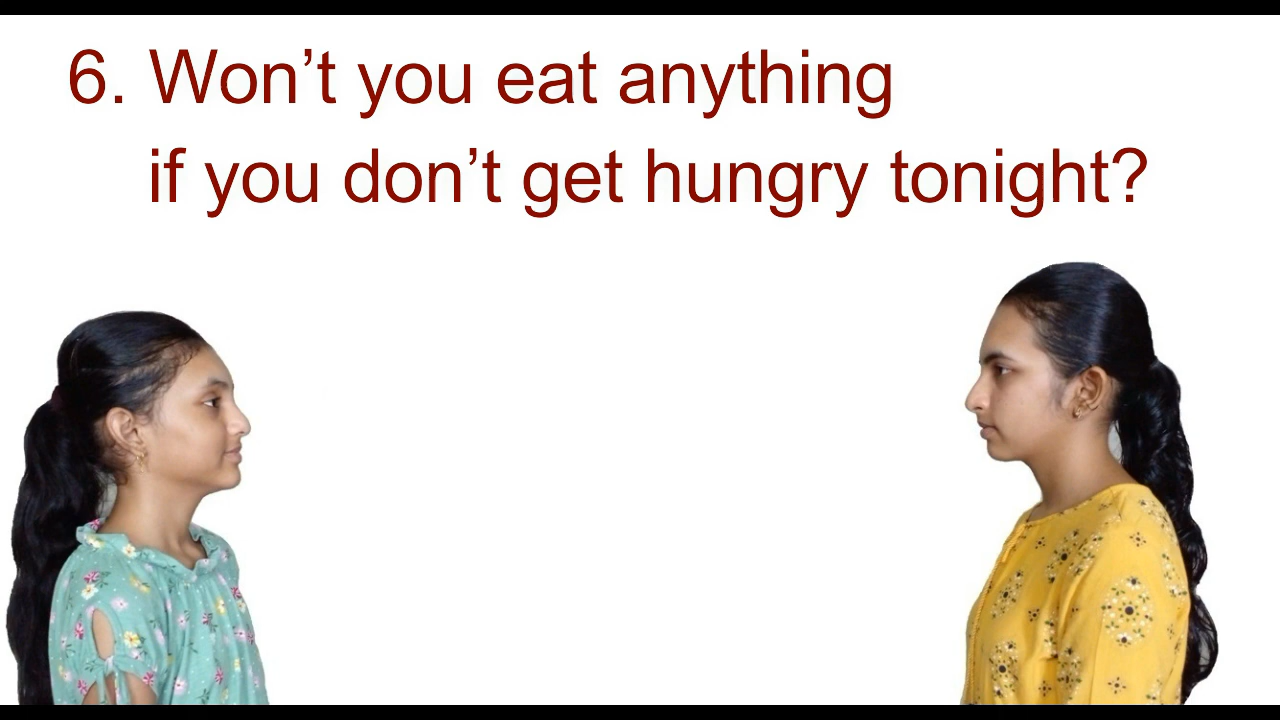 6. Won’t you eat anything
if you don’t get hungry tonight?